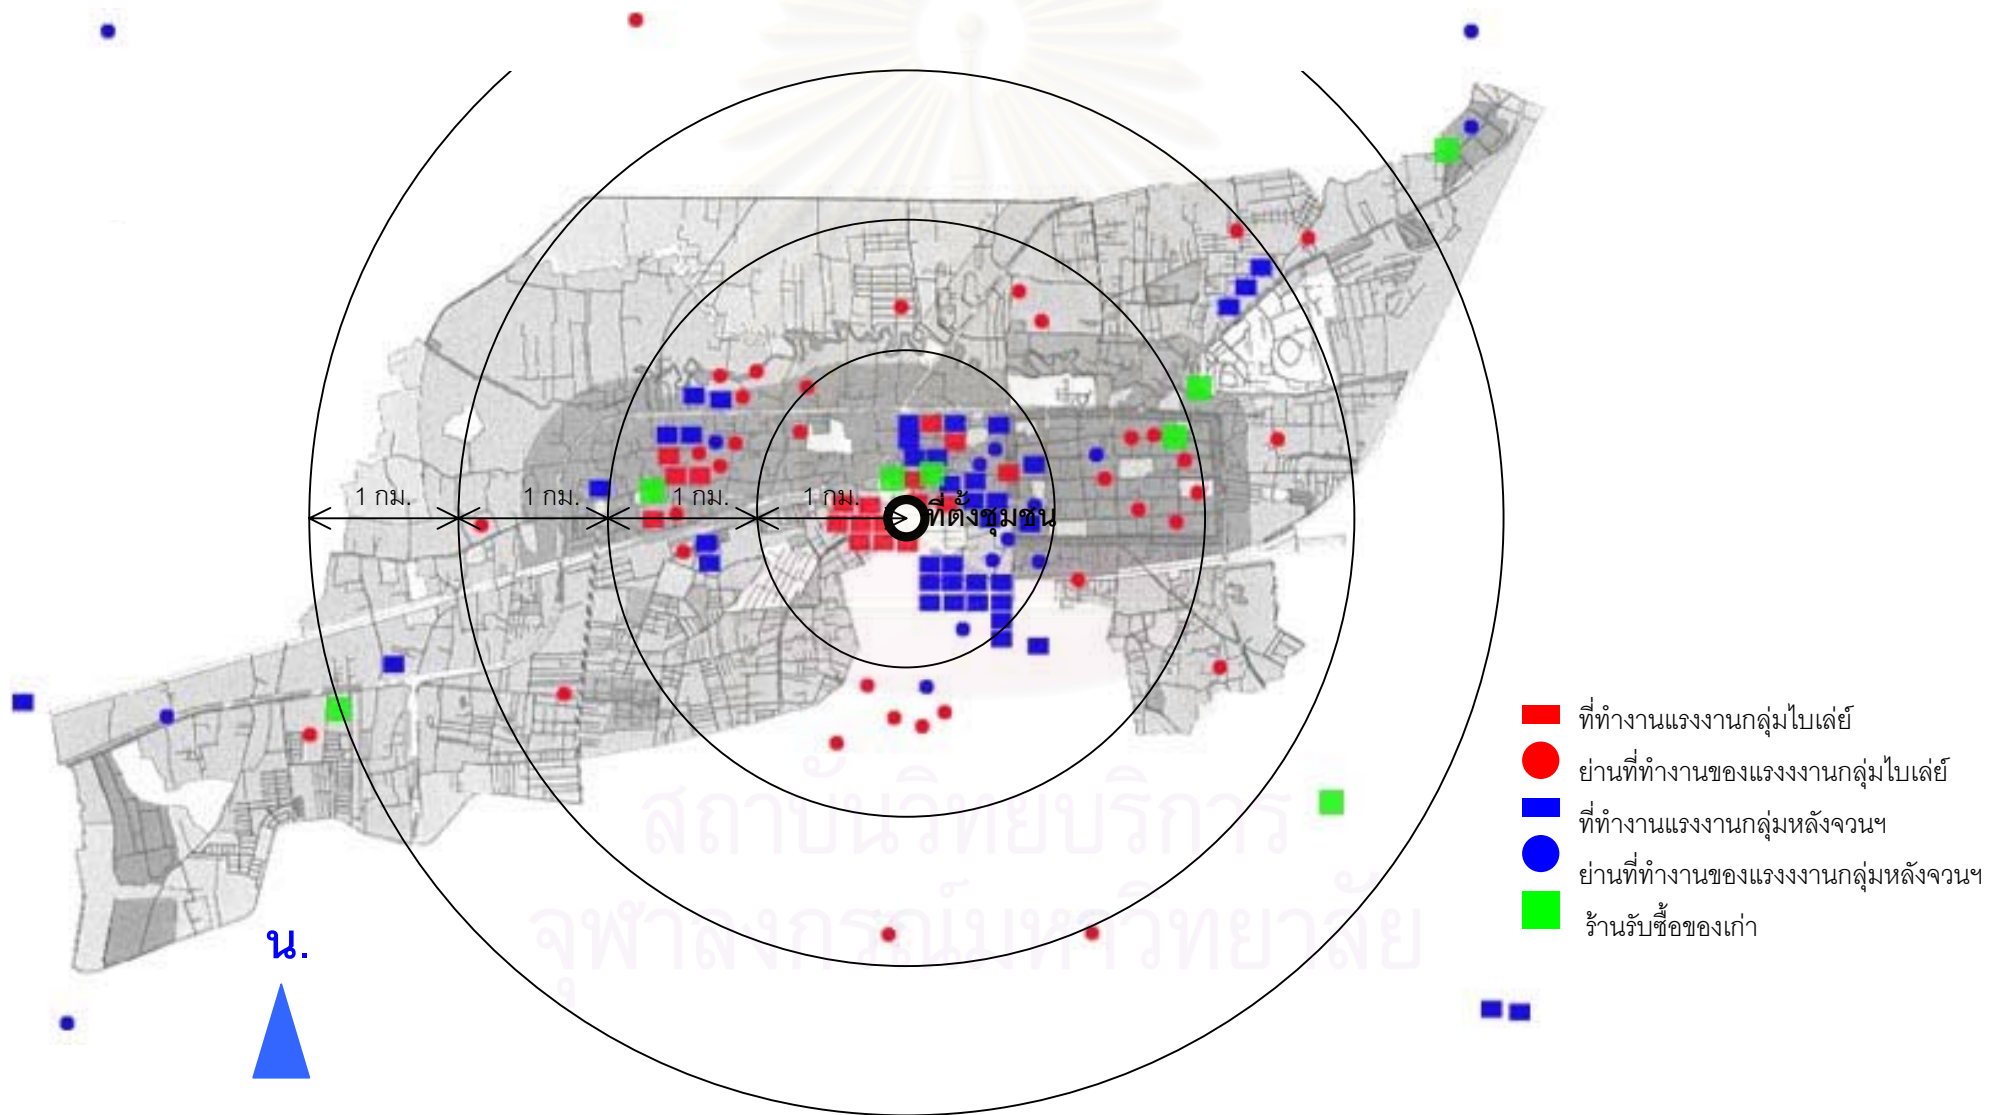 1 กม. 1 กม. 1 กม. 1 กม.
ที่ตั้งชุมชน
ที่ทำงานแรงงานกลุ่มไบเล่ย์
ย่านที่ทำงานของแรงงงานกลุ่มไบเล่ย์
ที่ทำงานแรงงานกลุ่มหลังจวนฯ
ย่านที่ทำงานของแรงงงานกลุ่มหลังจวนฯ
ร้านรับซื้อของเก่า
สถาบันวิทยบริการ
จุฬาลงกรณ์มหาวิทยาลัย
น.